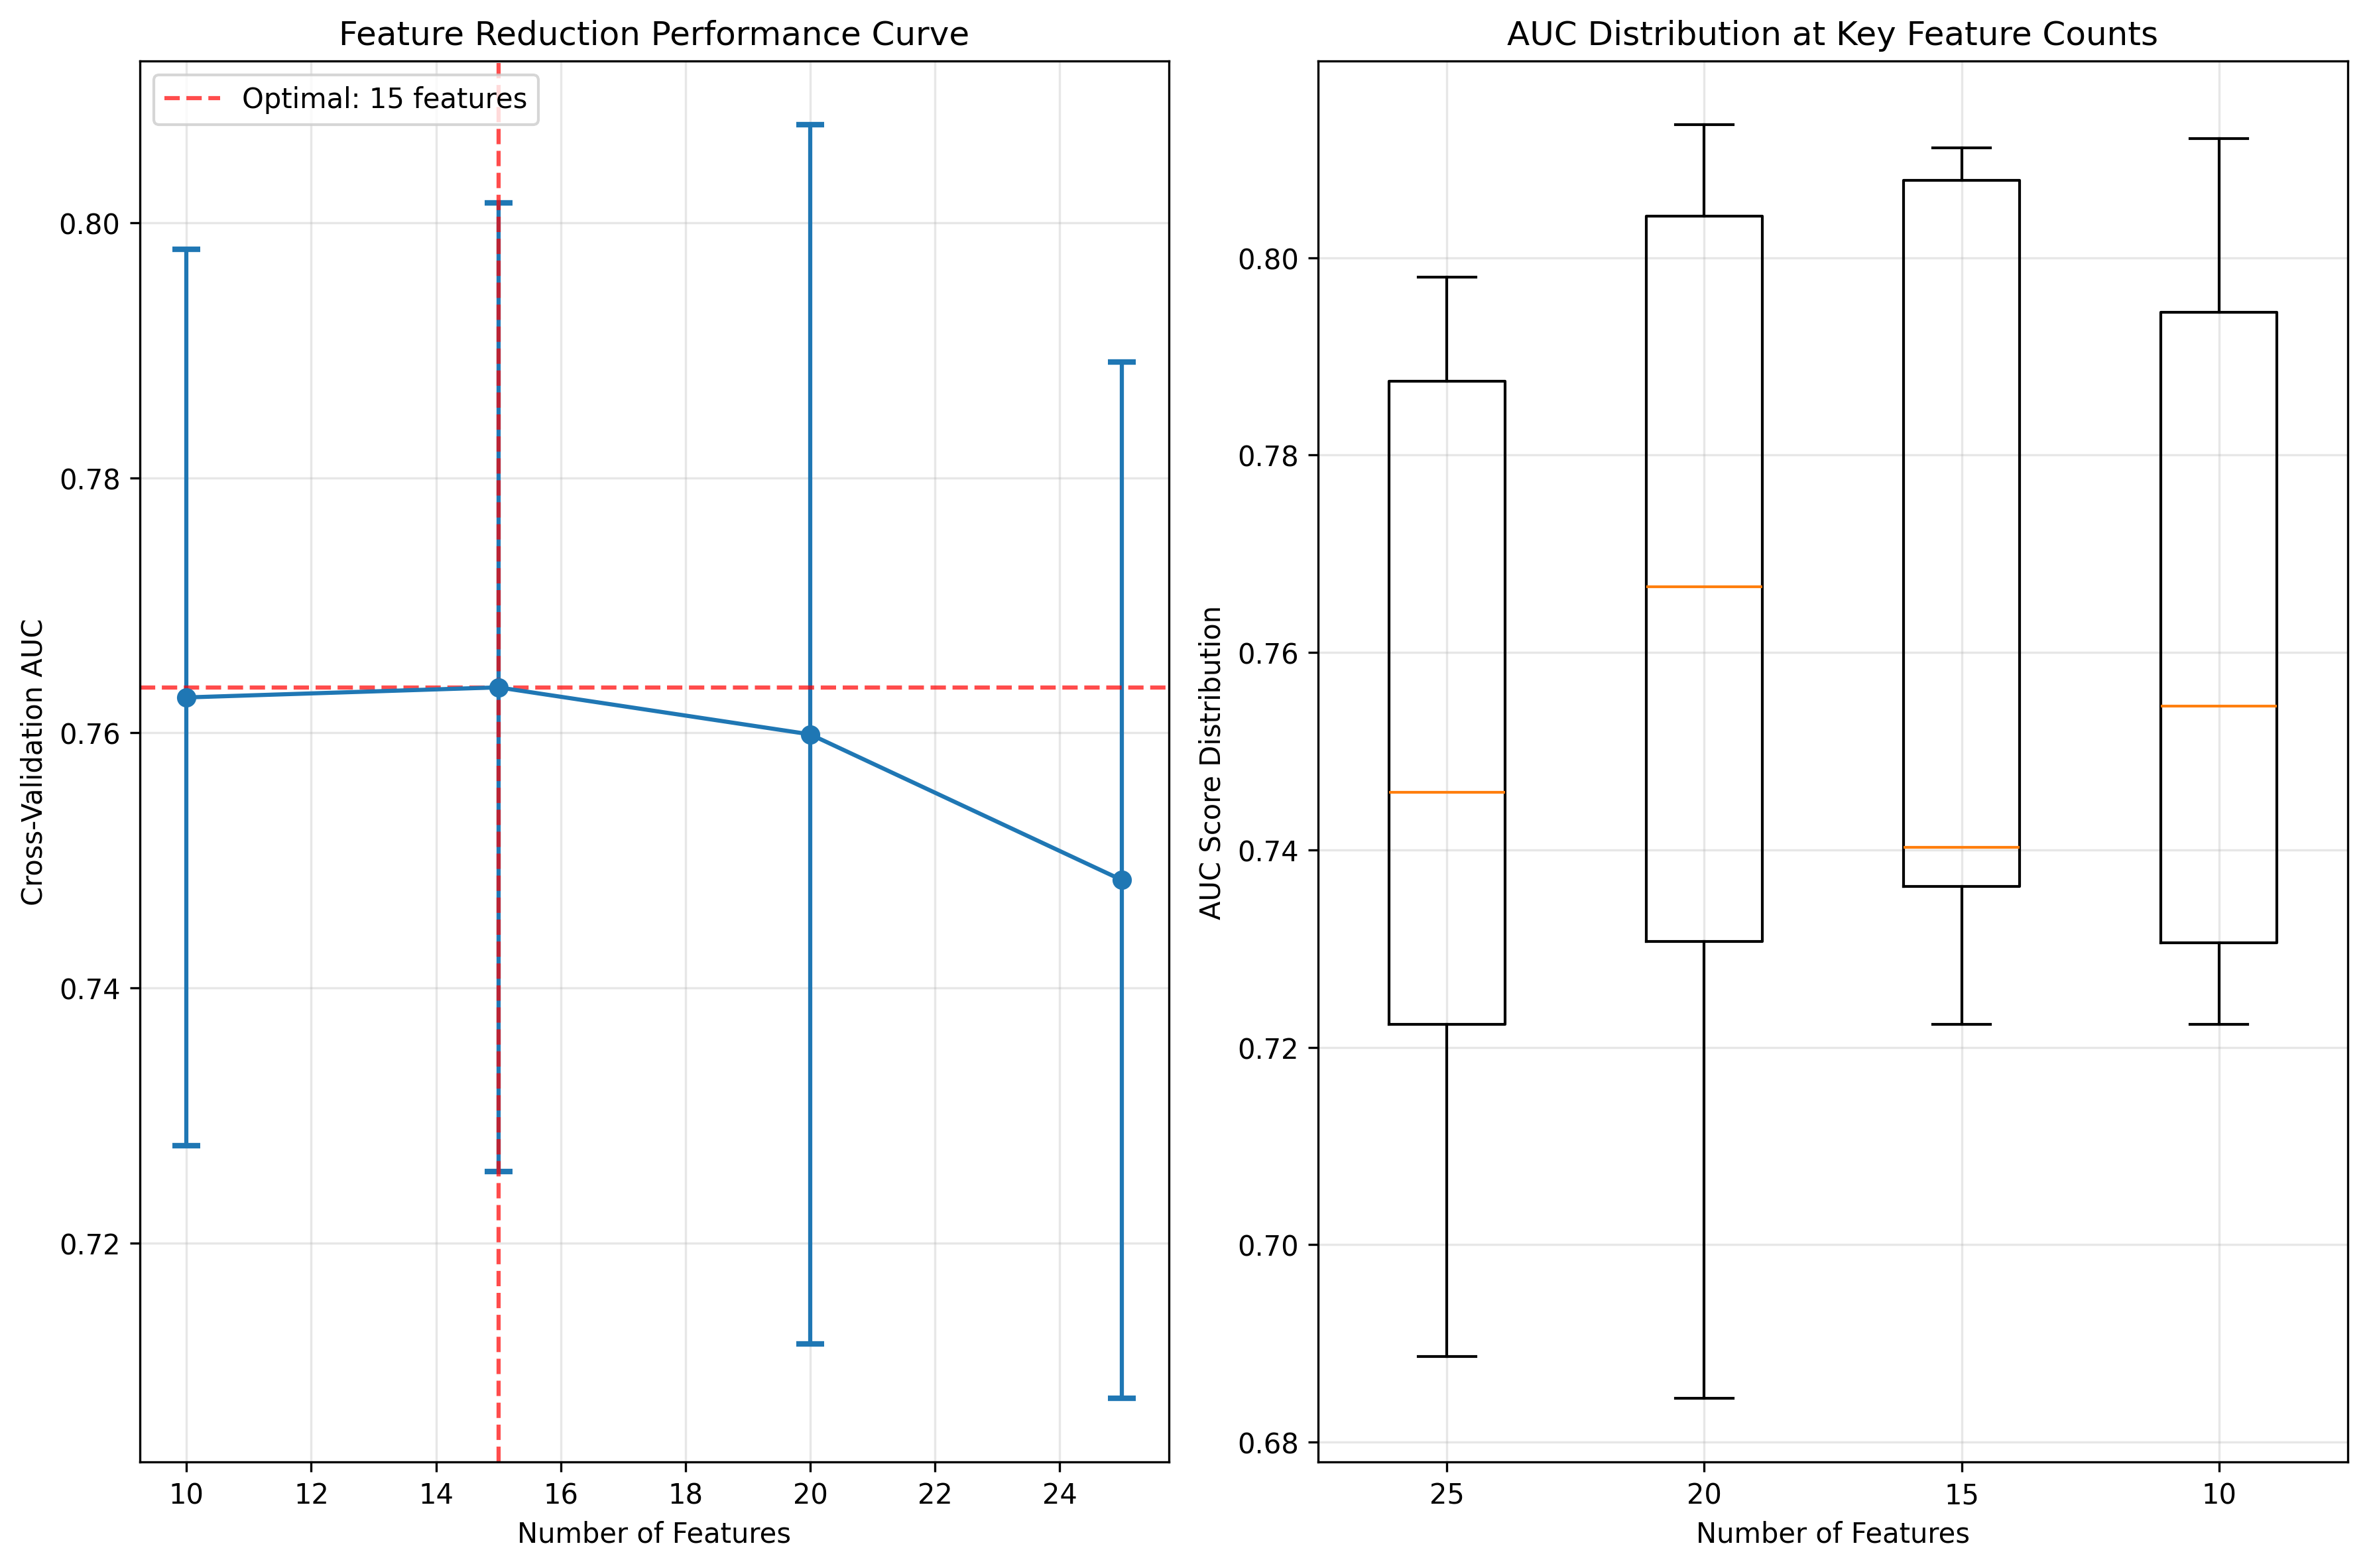 Feature Reduction Performance Curve
Optimal: 15 features
Cross-Validation AUC
0.80
0.78
0.76
0.74
0.72
10 12 14 16 18 20 22 24
Number of Features
AUC Distribution at Key Feature Counts
AUC Score Distribution
0.80
0.78
0.76
0.74
0.72
0.70
0.68
25 20 15 10
Number of Features